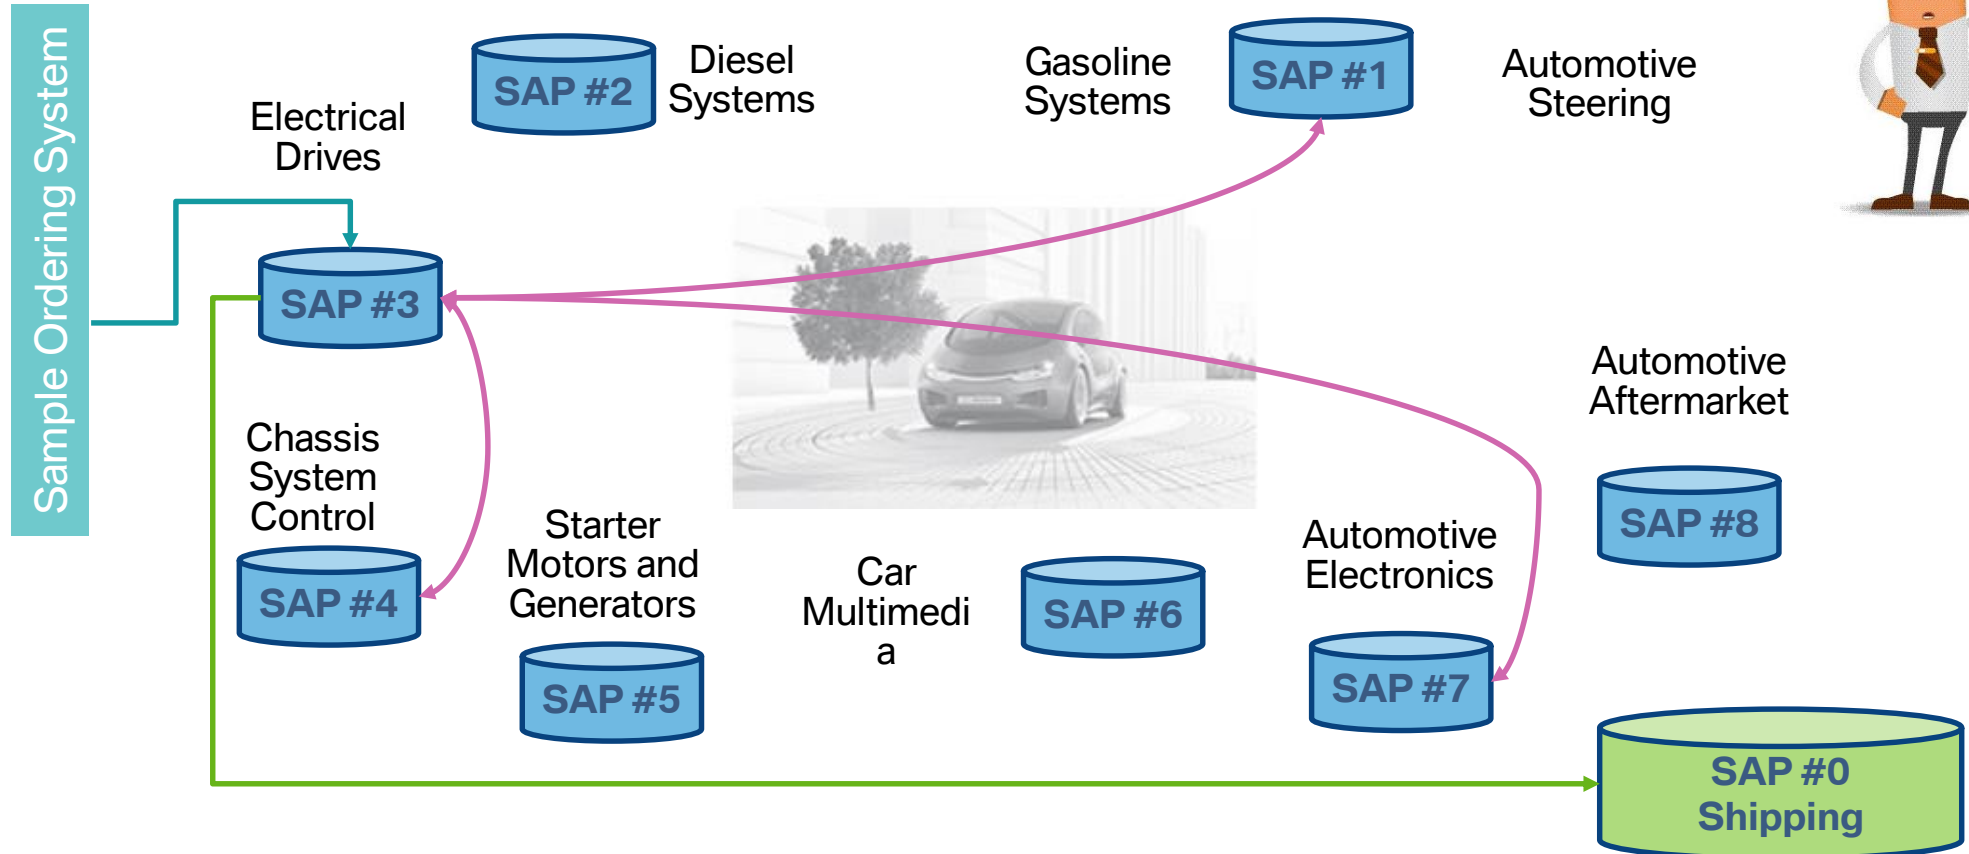 Sample Ordering System
SAP #2
Diesel
Systems
Gasoline
Systems
SAP #1
Automotive
Steering
Electrical
Drives
SAP #3
Automotive
Aftermarket
SAP #8
Chassis
System
Control
SAP #4
Starter
Motors and
Generators
SAP #5
Car
Multimedi
a
SAP #6
Automotive
Electronics
SAP #7
SAP #0
Shipping